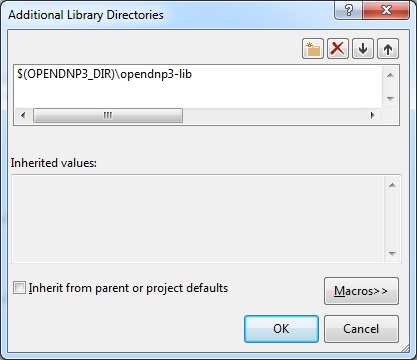 Additional Library Directories
$(OPENDNP3_DIR)\opendnp3-lib
Inherited values:
Inherit from parent or project defaults
Macros>>
OK
Cancel